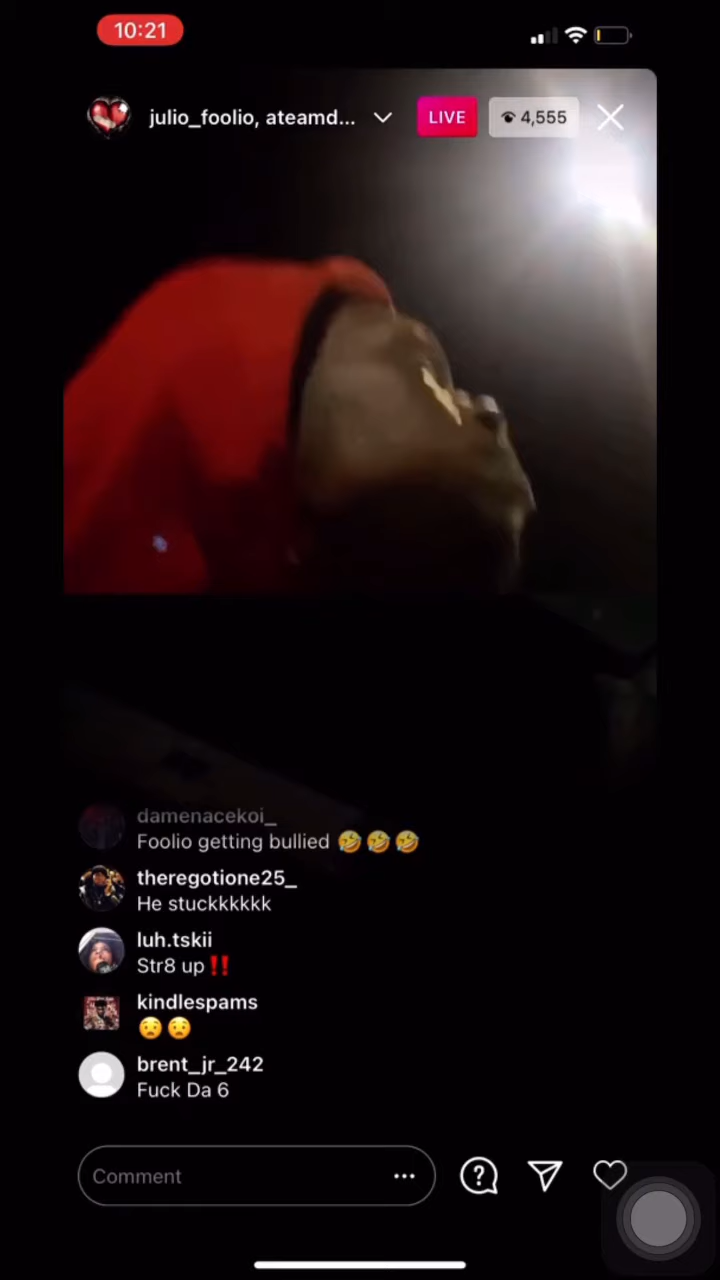 10:21
julio_foolio, ateamd...
LIVE
4,555
damenacekoi_
Foolio getting bullied 🤣🤣🤣
theregotione25_
He stuckkkkkk
luh.tskii
Str8 up‼️
kindlespams
😧😧
brent_jr_242
Fuck Da 6
Comment